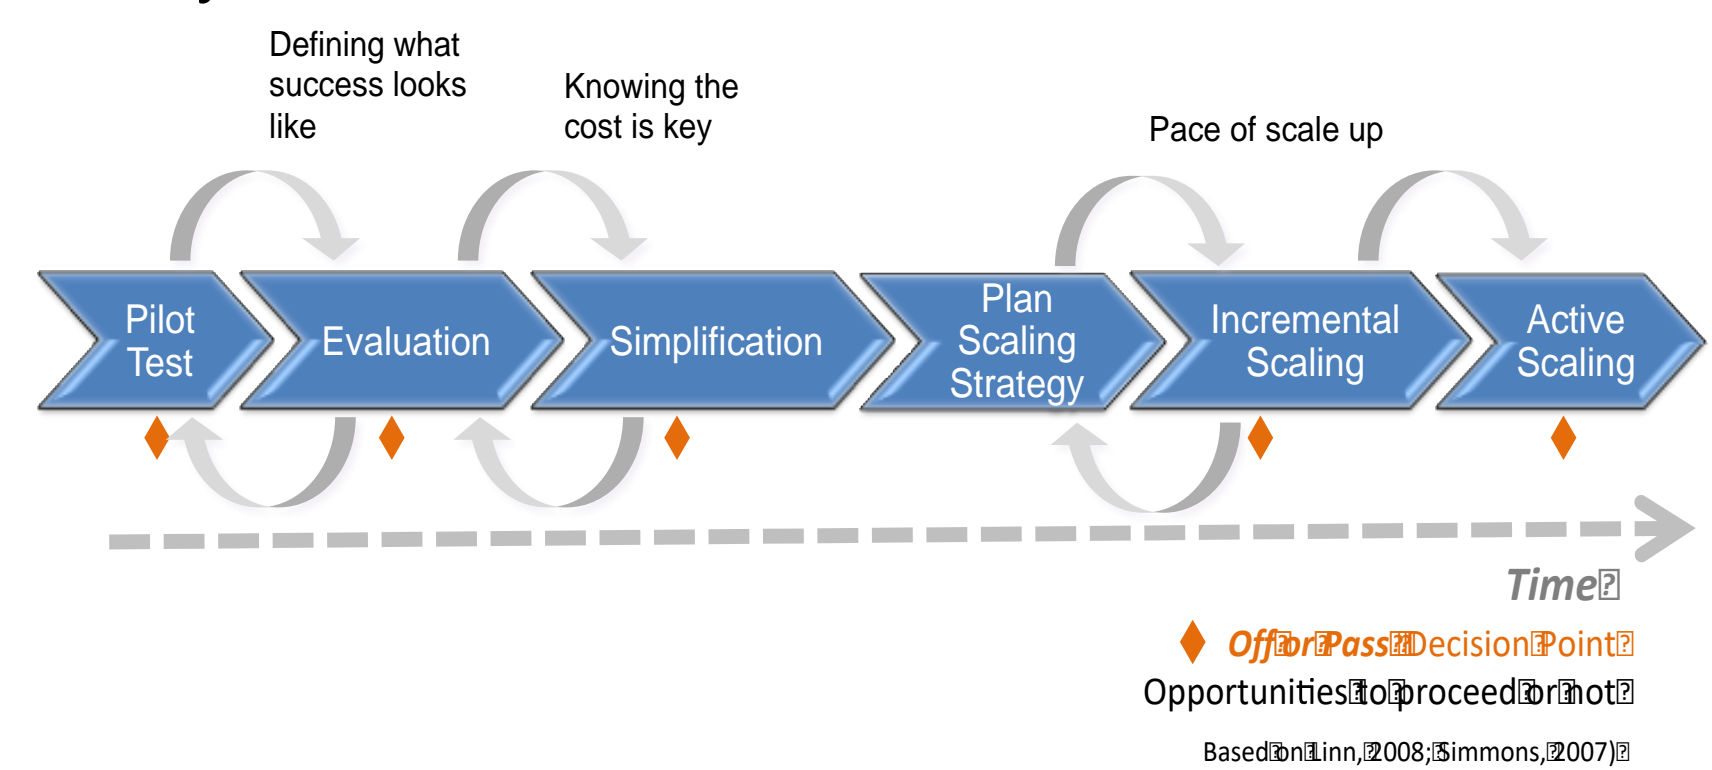 Defining what
success looks
like
Knowing the
cost is key
Pace of scale up
Pilot
Test
Evaluation
Simplification
Plan
Scaling
Strategy
Incremental
Scaling
Active
Scaling
Time
Off or Pass Decision Point
Opportunities to proceed or not
Based on Linn, 2008; Simmons, 2007)